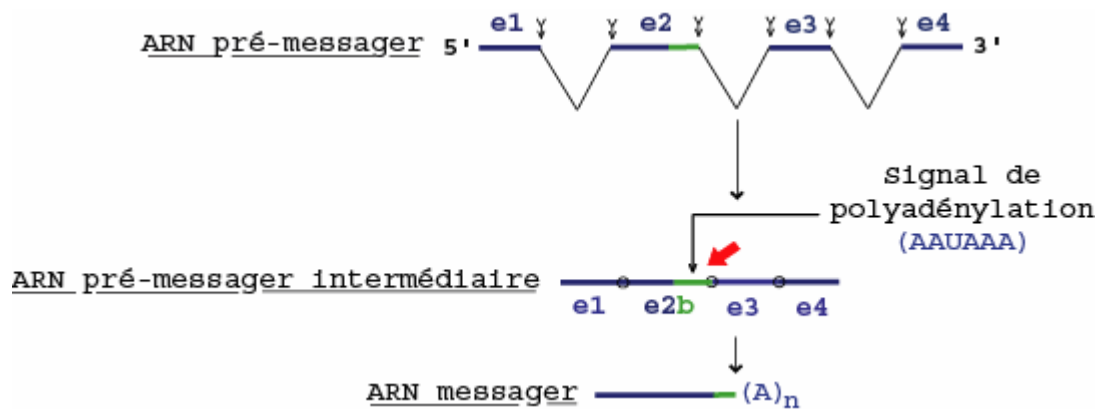 e1 e2 e3 e4
ARN pré-messager 5' 3'
Signal de
polyadénylation
(AAUAAA)
ARN pré-messager intermédiaire
e1 e2b e3 e4
ARN messager (A)n